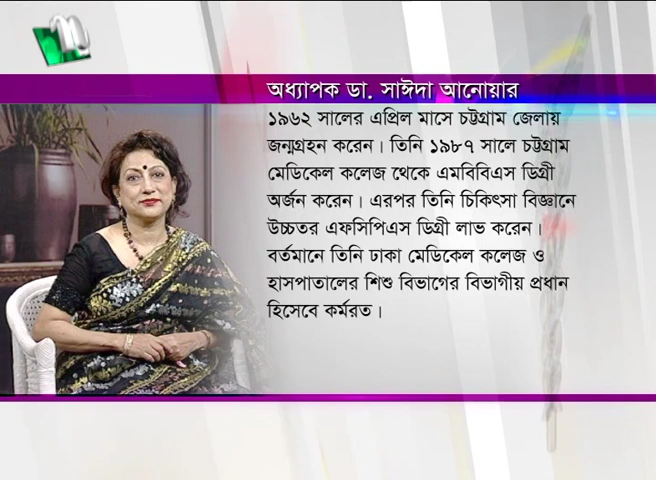 অধ্যাপক ডা. সাঈদা আনোয়ার
১৯৬২ সালের এপ্রিল মাসে চট্টগ্রাম জেলায়
জন্মগ্রহন করেন। তিনি ১৯৮৭ সালে চট্টগ্রাম
মেডিকেল কলেজ থেকে এমবিবিএস ডিগ্রী
অর্জন করেন। এরপর তিনি চিকিৎসা বিজ্ঞানে
উচ্চতর এফসিপিএস ডিগ্রী লাভ করেন।
বর্তমানে তিনি ঢাকা মেডিকেল কলেজ ও
হাসপাতালের শিশু বিভাগের বিভাগীয় প্রধান
হিসেবে কর্মরত।